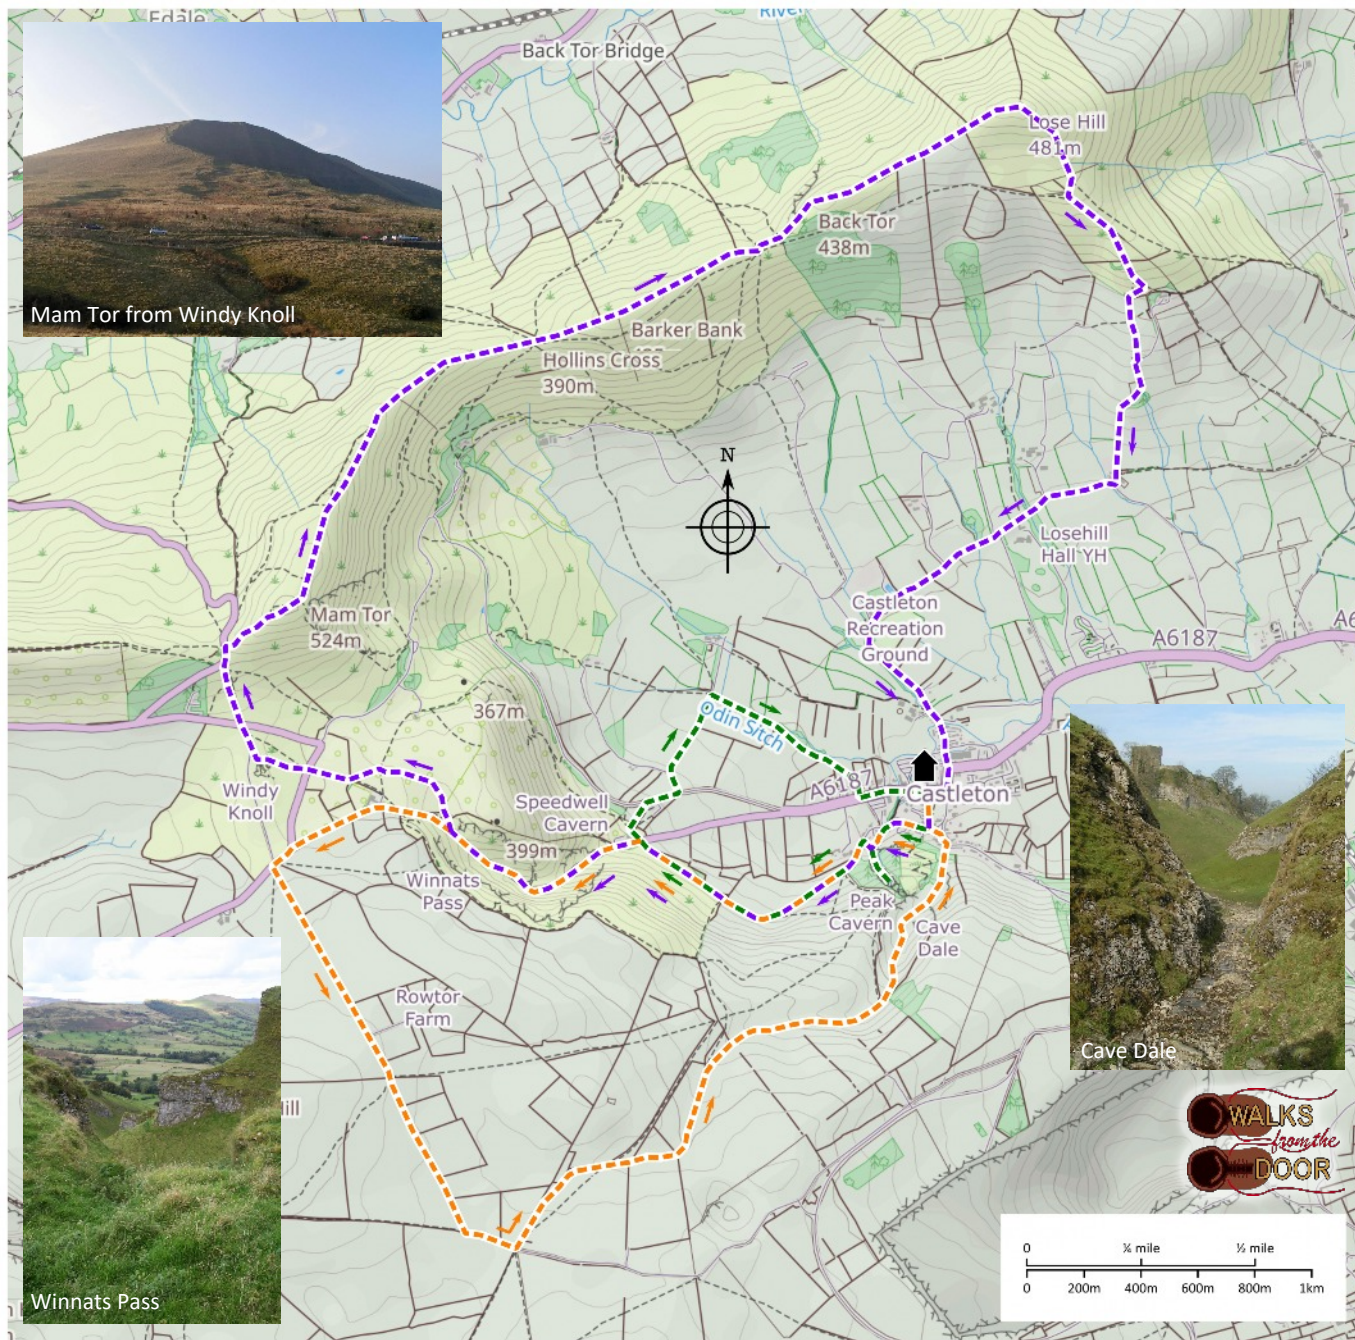 Edale
River
Back Tor Bridge
Lose Hill
481m
Back Tor
438m
Mam Tor from Windy Knoll
Barker Bank
Hollins Cross
390m
N
Losehill
Hall YH
Castleton
Recreation
Ground
A6187
A6
Mam Tor
524m
367m
Odin Sitch
Windy
Knoll
Speedwell
Cavern
A6187
Castleton
399m
Winnats
Pass
Peak
Cavern
Cave
Dale
Rowtor
Farm
Cave Dale
ill
WALKS
from the
DOOR
0 ¼ mile ½ mile
0 200m 400m 600m 800m 1km
Winnats Pass